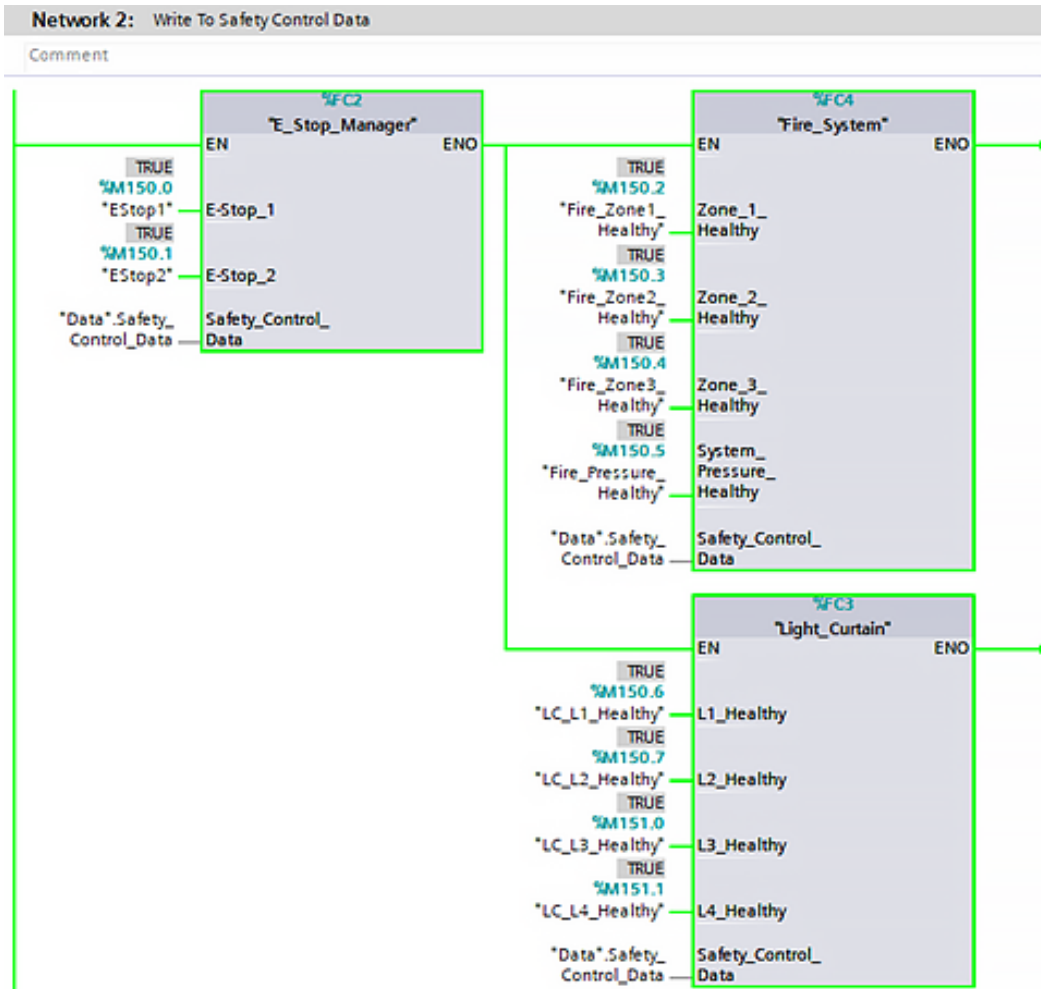 Network 2: Write To Safety Control Data
Comment
%FC2
"E_Stop_Manager"
EN ENO
TRUE
%M150.0
"EStop1" E-Stop_1
TRUE
%M150.1
"EStop2" E-Stop_2
"Data".Safety_ Safety_Control_
Control_Data Data
%FC4
"Fire_System"
EN ENO
TRUE
%M150.2
"Fire_Zone1_ Zone_1_
Healthy" Healthy
TRUE
%M150.3
"Fire_Zone2_ Zone_2_
Healthy" Healthy
TRUE
%M150.4
"Fire_Zone3_ Zone_3_
Healthy" Healthy
TRUE
%M150.5 System_
"Fire_Pressure_ Pressure_
Healthy" Healthy
"Data".Safety_ Safety_Control_
Control_Data Data
%FC3
"Light_Curtain"
EN ENO
TRUE
%M150.6
"LC_L1_Healthy" L1_Healthy
TRUE
%M150.7
"LC_L2_Healthy" L2_Healthy
TRUE
%M151.0
"LC_L3_Healthy" L3_Healthy
TRUE
%M151.1
"LC_L4_Healthy" L4_Healthy
"Data".Safety_ Safety_Control_
Control_Data Data